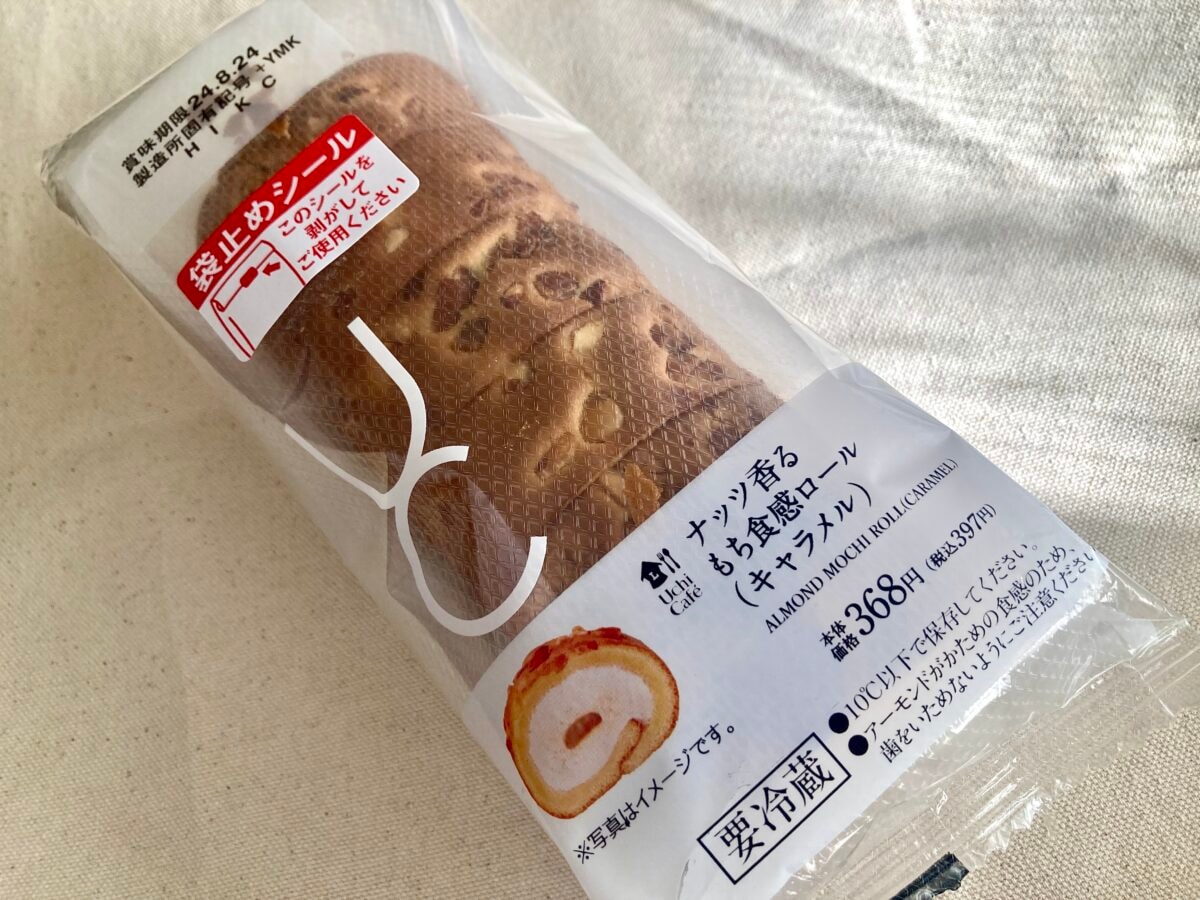 賞味期限24.8.24
製造所固有記号+YMK
HIKC
袋止めシール
このシールを
剥がして
ご使用ください
UC
Uchi
Café
ナッツ香る
もち食感ロール
(キャラメル)
ALMOND MOCHI ROLL(CARAMEL)
本体
価格368円(税込397円)
●10℃以下で保存してください。
●アーモンドがかための食感のため、
歯をいためないようにご注意ください
※写真はイメージです。
要冷蔵